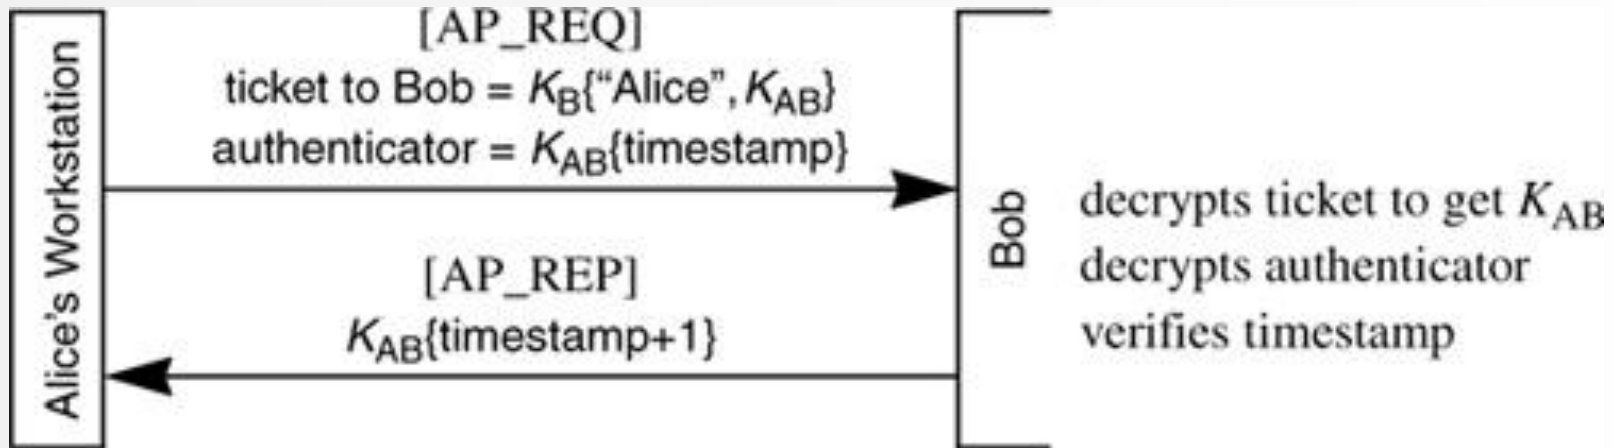 Alice's Workstation
[AP_REQ]
ticket to Bob = K_B{“Alice”, K_AB}
authenticator = K_AB{timestamp}
[AP_REP]
K_AB{timestamp+1}
Bob
decrypts ticket to get K_AB
decrypts authenticator
verifies timestamp